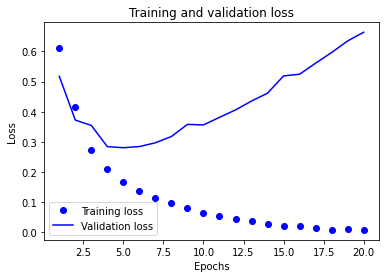 Training and validation loss
Loss
0.6
0.5
0.4
0.3
0.2
0.1
0.0
Training loss
Validation loss
2.5 5.0 7.5 10.0 12.5 15.0 17.5 20.0
Epochs